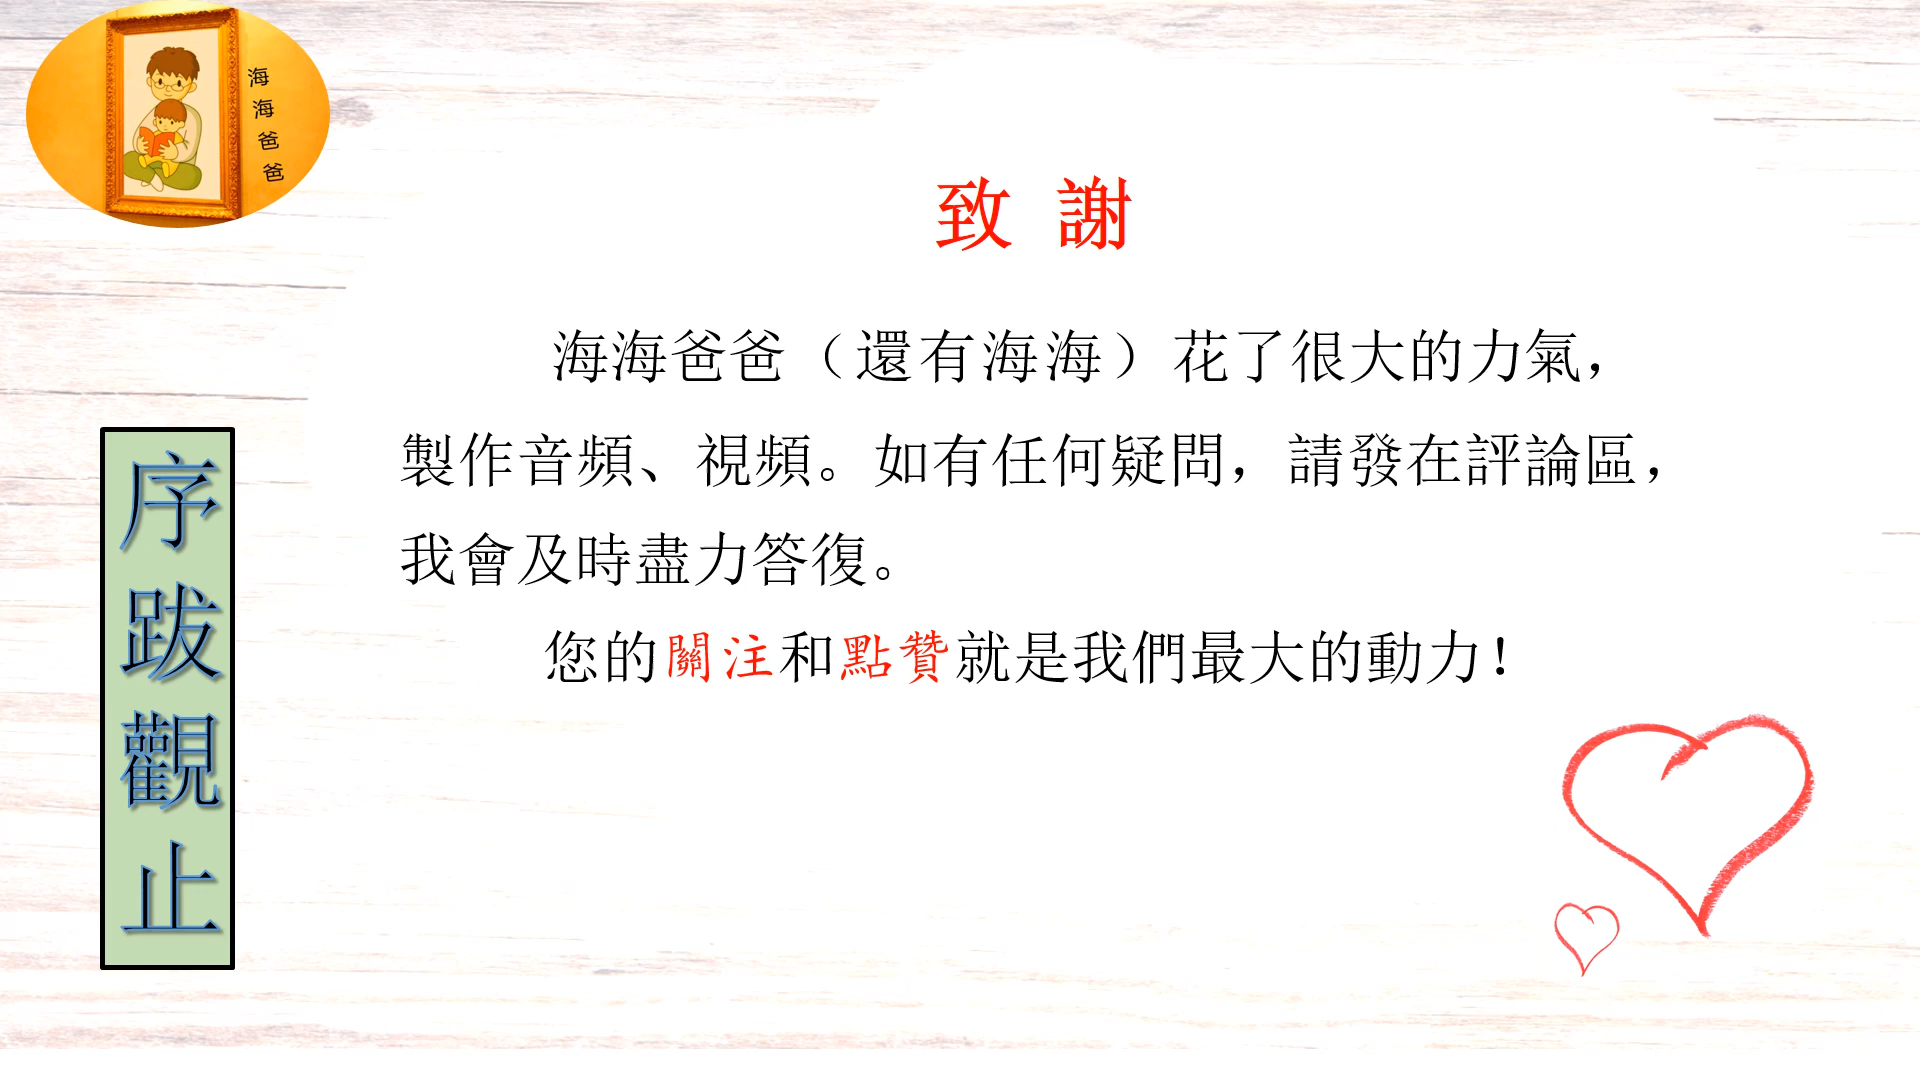 海海爸爸
致 謝
海海爸爸（還有海海）花了很大的力氣，
製作音頻、視頻。如有任何疑問，請發在評論區，
我會及時盡力答復。
您的關注和點贊就是我們最大的動力！
序跋觀止